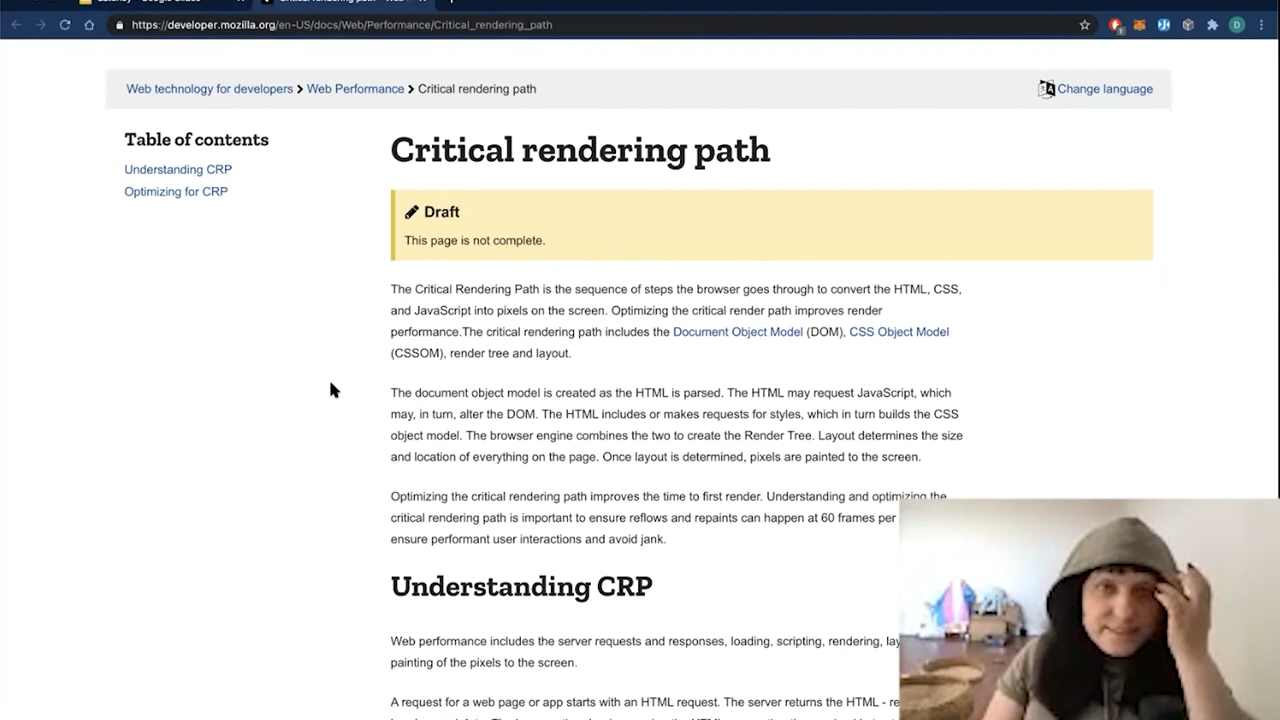 https://developer.mozilla.org/en-US/docs/Web/Performance/Critical_rendering_path
Web technology for developers > Web Performance > Critical rendering path
Change language
Table of contents
Understanding CRP
Optimizing for CRP
Critical rendering path
Draft
This page is not complete.
The Critical Rendering Path is the sequence of steps the browser goes through to convert the HTML, CSS,
and JavaScript into pixels on the screen. Optimizing the critical render path improves render
performance.The critical rendering path includes the Document Object Model (DOM), CSS Object Model
(CSSOM), render tree and layout.
The document object model is created as the HTML is parsed. The HTML may request JavaScript, which
may, in turn, alter the DOM. The HTML includes or makes requests for styles, which in turn builds the CSS
object model. The browser engine combines the two to create the Render Tree. Layout determines the size
and location of everything on the page. Once layout is determined, pixels are painted to the screen.
Optimizing the critical rendering path improves the time to first render. Understanding and optimizing the
critical rendering path is important to ensure reflows and repaints can happen at 60 frames per
ensure performant user interactions and avoid jank.
Understanding CRP
Web performance includes the server requests and responses, loading, scripting, rendering,
painting of the pixels to the screen.
A request for a web page or app starts with an HTML request. The server returns the HTML -